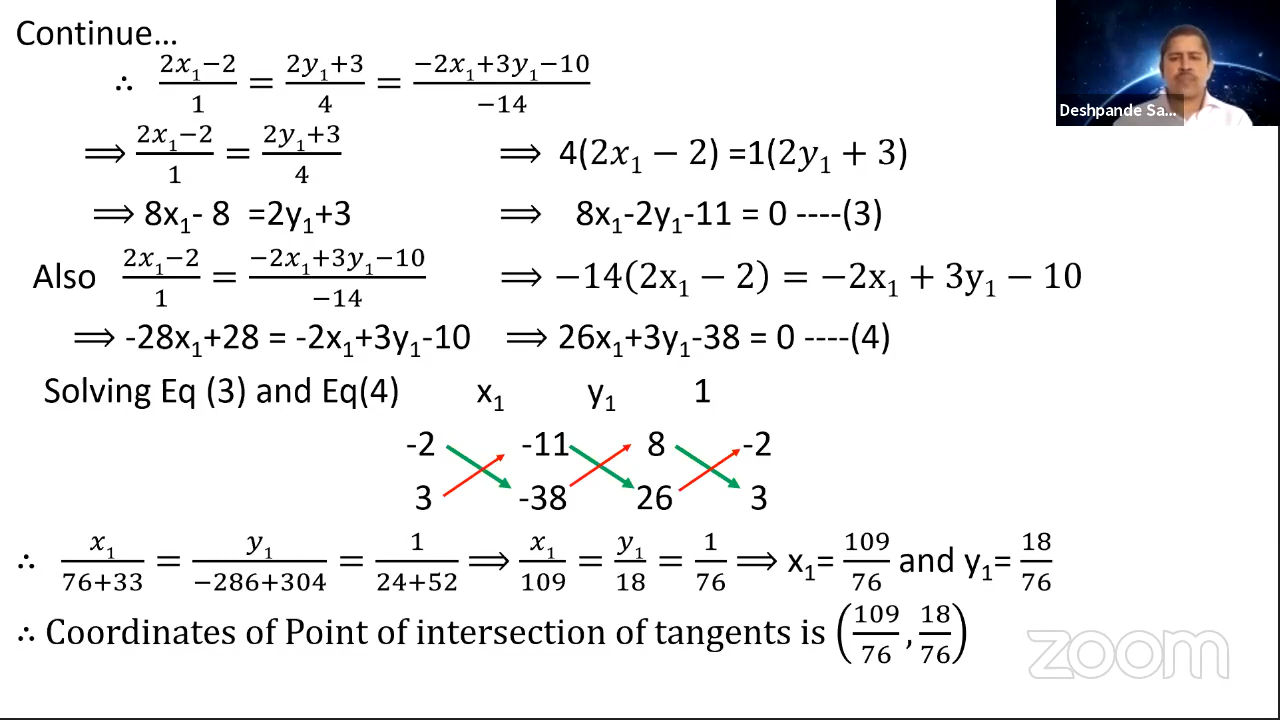 Continue...
∴ (2x₁−2)/1 = (2y₁+3)/4 = (−2x₁+3y₁−10)/−14
⟹ (2x₁−2)/1 = (2y₁+3)/4 ⟹ 4(2x₁ − 2) =1(2y₁ + 3)
⟹ 8x₁- 8 =2y₁+3 ⟹ 8x₁-2y₁-11 = 0 ----(3)
Also (2x₁−2)/1 = (−2x₁+3y₁−10)/−14 ⟹ −14(2x₁ − 2) = −2x₁ + 3y₁ − 10
⟹ -28x₁+28 = -2x₁+3y₁-10 ⟹ 26x₁+3y₁-38 = 0 ----(4)
Solving Eq (3) and Eq(4) x₁ y₁ 1
-2 -11 8 -2
3 -38 26 3
∴ x₁/(76+33) = y₁/(−286+304) = 1/(24+52) ⟹ x₁/109 = y₁/18 = 1/76 ⟹ x₁= 109/76 and y₁= 18/76
∴ Coordinates of Point of intersection of tangents is (109/76 , 18/76)
Deshpande Sa...
zoom